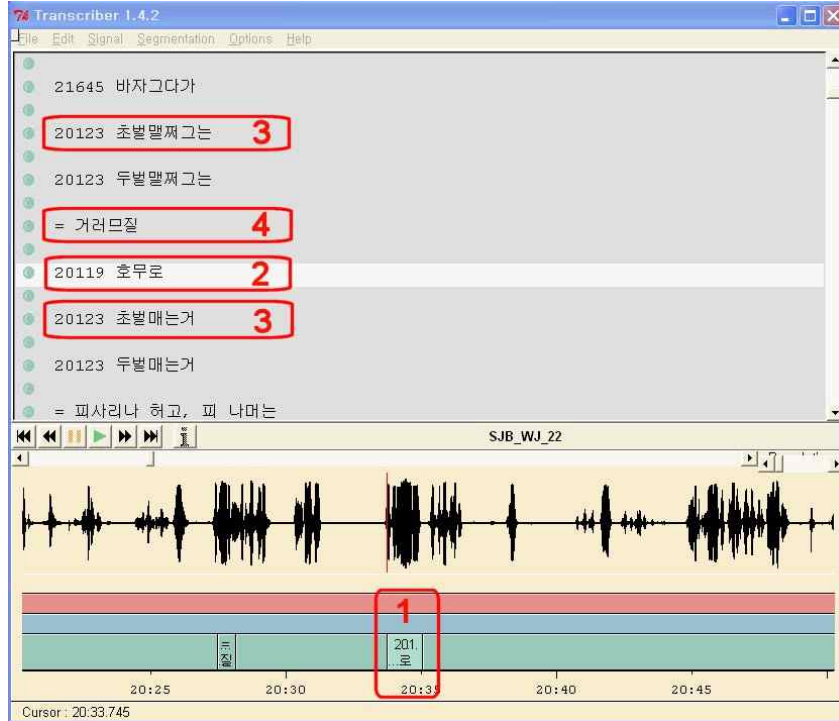 Transcriber 1.4.2
File Edit Signal Segmentation Options Help
21645 바자그다가
20123 초벌맬쩌그는 3
20123 두벌맬쩌그는
= 거러므질 4
20119 호무로 2
20123 초벌매는거 3
20123 두벌매는거
= 피사리나 허고, 피 나머는
SJB_WJ_22
1
201.
...로
20:25 20:30 20:35 20:40 20:45
Cursor : 20:33.745